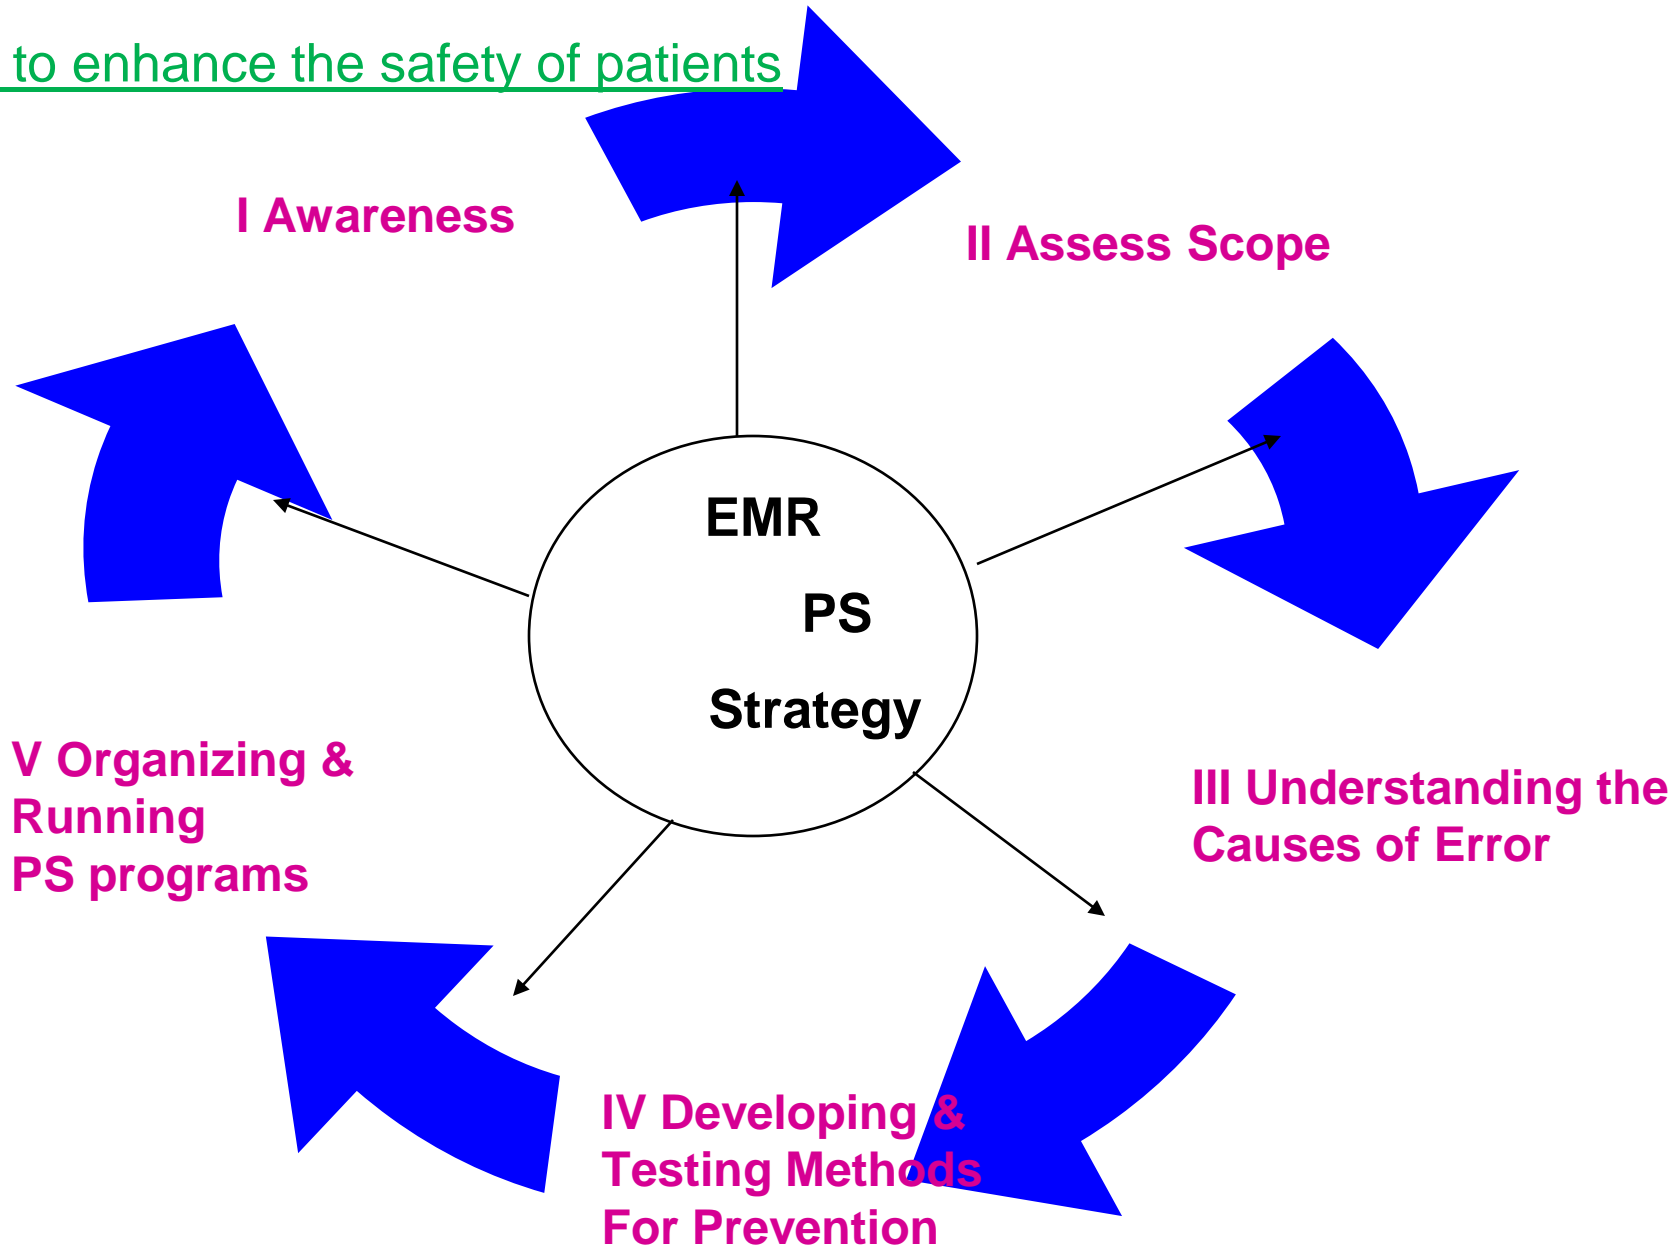 to enhance the safety of patients
I Awareness
II Assess Scope
EMR
PS
Strategy
III Understanding the
Causes of Error
IV Developing &
Testing Methods
For Prevention
V Organizing &
Running
PS programs